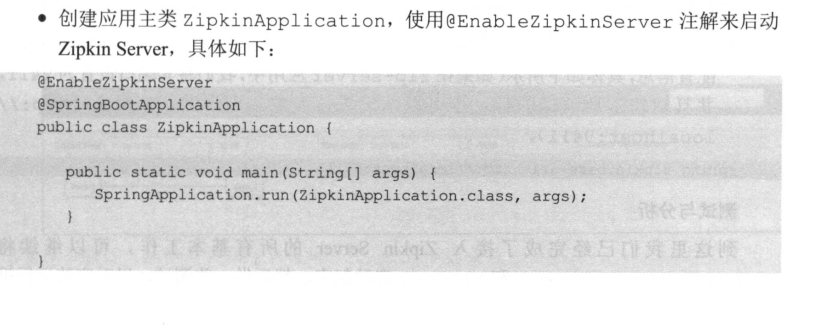 • 创建应用主类 ZipkinApplication，使用@EnableZipkinServer 注解来启动
Zipkin Server，具体如下：
@EnableZipkinServer
@SpringBootApplication
public class ZipkinApplication {
public static void main(String[] args) {
SpringApplication.run(ZipkinApplication.class, args);
}
}